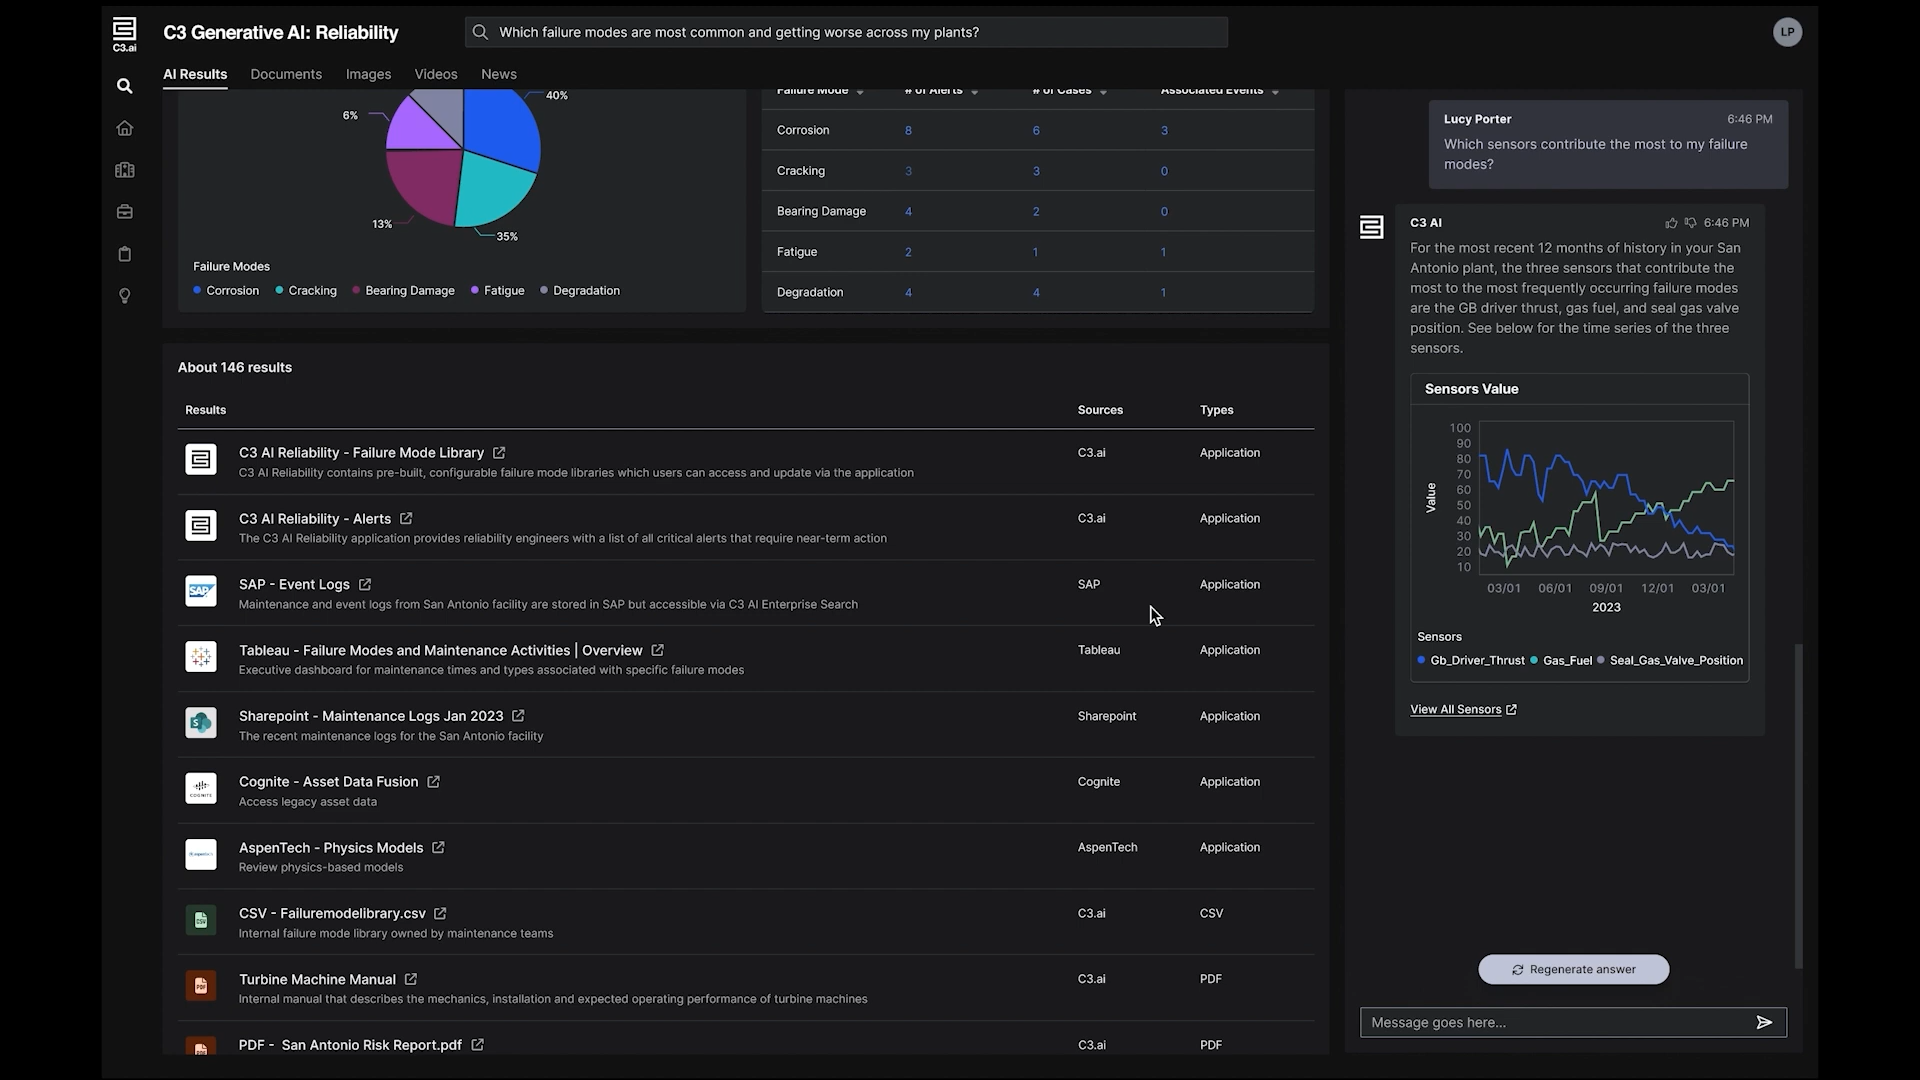 C3.ai
C3 Generative AI: Reliability
Which failure modes are most common and getting worse across my plants?
LP
AI Results Documents Images Videos News
40%
6%
13%
35%
Failure Modes
Corrosion Cracking Bearing Damage Fatigue Degradation
Failure Mode # of Alerts # of Cases Associated Events
Corrosion 8 6 3
Cracking 3 3 0
Bearing Damage 4 2 0
Fatigue 2 1 1
Degradation 4 4 1
About 146 results
Results Sources Types
C3 AI Reliability - Failure Mode Library C3.ai Application
C3 AI Reliability contains pre-built, configurable failure mode libraries which users can access and update via the application
C3 AI Reliability - Alerts C3.ai Application
The C3 AI Reliability application provides reliability engineers with a list of all critical alerts that require near-term action
SAP
SAP - Event Logs SAP Application
Maintenance and event logs from San Antonio facility are stored in SAP but accessible via C3 AI Enterprise Search
Tableau - Failure Modes and Maintenance Activities | Overview Tableau Application
Executive dashboard for maintenance times and types associated with specific failure modes
S
Sharepoint - Maintenance Logs Jan 2023 Sharepoint Application
The recent maintenance logs for the San Antonio facility
COGNITE
Cognite - Asset Data Fusion Cognite Application
Access legacy asset data
AspenTech - Physics Models AspenTech Application
Review physics-based models
CSV
CSV - Failuremodelibrary.csv C3.ai CSV
Internal failure mode library owned by maintenance teams
PDF
Turbine Machine Manual C3.ai PDF
Internal manual that describes the mechanics, installation and expected operating performance of turbine machines
PDF
PDF - San Antonio Risk Report.pdf C3.ai PDF
Lucy Porter 6:46 PM
Which sensors contribute the most to my failure
modes?
C3 AI 6:46 PM
For the most recent 12 months of history in your San
Antonio plant, the three sensors that contribute the
most to the most frequently occurring failure modes
are the GB driver thrust, gas fuel, and seal gas valve
position. See below for the time series of the three
sensors.
Sensors Value
100
90
80
70
60
50
40
30
20
10
Value
03/01 06/01 09/01 12/01 03/01
2023
Sensors
Gb_Driver_Thrust Gas_Fuel Seal_Gas_Valve_Position
View All Sensors
Regenerate answer
Message goes here...